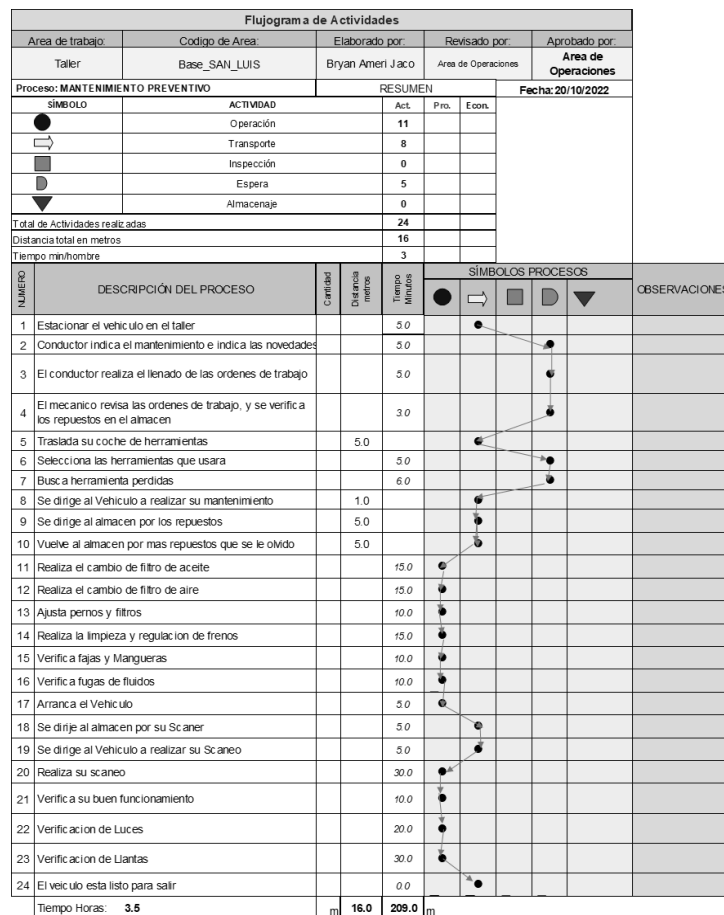 Flujograma de Actividades
Area de trabajo: Codigo de Area: Elaborado por: Revisado por: Aprobado por:
Taller Base_SAN_LUIS Bryan Ameri Jaco Area de Operaciones Area de Operaciones
Proceso: MANTENIMIENTO PREVENTIVO RESUMEN Fecha:20/10/2022
SÍMBOLO ACTIVIDAD Act. Pro. Econ.
Operación 11
Transporte 8
Inspección 0
Espera 5
Almacenaje 0
Total de Actividades realizadas 24
Distancia total en metros 16
Tiempo min/hombre 3
NUMERO DESCRIPCIÓN DEL PROCESO Cantidad Distancia metros Tiempo Minutos SÍMBOLOS PROCESOS OBSERVACIONES
1 Estacionar el vehiculo en el taller 5.0
2 Conductor indica el mantenimiento e indica las novedades 5.0
3 El conductor realiza el llenado de las ordenes de trabajo 5.0
4 El mecanico revisa las ordenes de trabajo, y se verifica
los repuestos en el almacen 3.0
5 Traslada su coche de herramientas 5.0
6 Selecciona las herramientas que usara 5.0
7 Busca herramienta perdidas 6.0
8 Se dirige al Vehiculo a realizar su mantenimiento 1.0
9 Se dirige al almacen por los repuestos 5.0
10 Vuelve al almacen por mas repuestos que se le olvido 5.0
11 Realiza el cambio de filtro de aceite 15.0
12 Realiza el cambio de filtro de aire 15.0
13 Ajusta pernos y filtros 10.0
14 Realiza la limpieza y regulacion de frenos 15.0
15 Verifica fajas y Mangueras 10.0
16 Verifica fugas de fluidos 10.0
17 Arranca el Vehiculo 5.0
18 Se dirije al almacen por su Scaner 5.0
19 Se dirige al Vehiculo a realizar su Scaneo 5.0
20 Realiza su scaneo 30.0
21 Verifica su buen funcionamiento 10.0
22 Verificacion de Luces 20.0
23 Verificacion de Llantas 30.0
24 El veiculo esta listo para salir 0.0
Tiempo Horas: 3.5 m 16.0 209.0 m